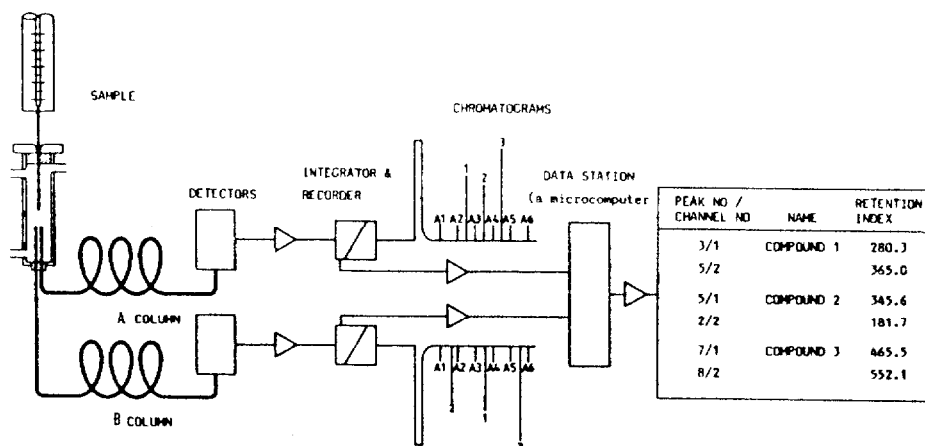 SAMPLE
CHROMATOGRAMS
3
1
2
INTEGRATOR &
RECORDER
DETECTORS
DATA STATION
(a microcomputer
A1 A2 A3 A4 A5 A6
A COLUMN
A1 A2 A3 A4 A5 A6
2
1
B COLUMN
PEAK NO / CHANNEL NO NAME RETENTION INDEX
3/1 COMPOUND 1 280.3
5/2 365.0
5/1 COMPOUND 2 345.6
2/2 181.7
7/1 COMPOUND 3 465.5
8/2 552.1